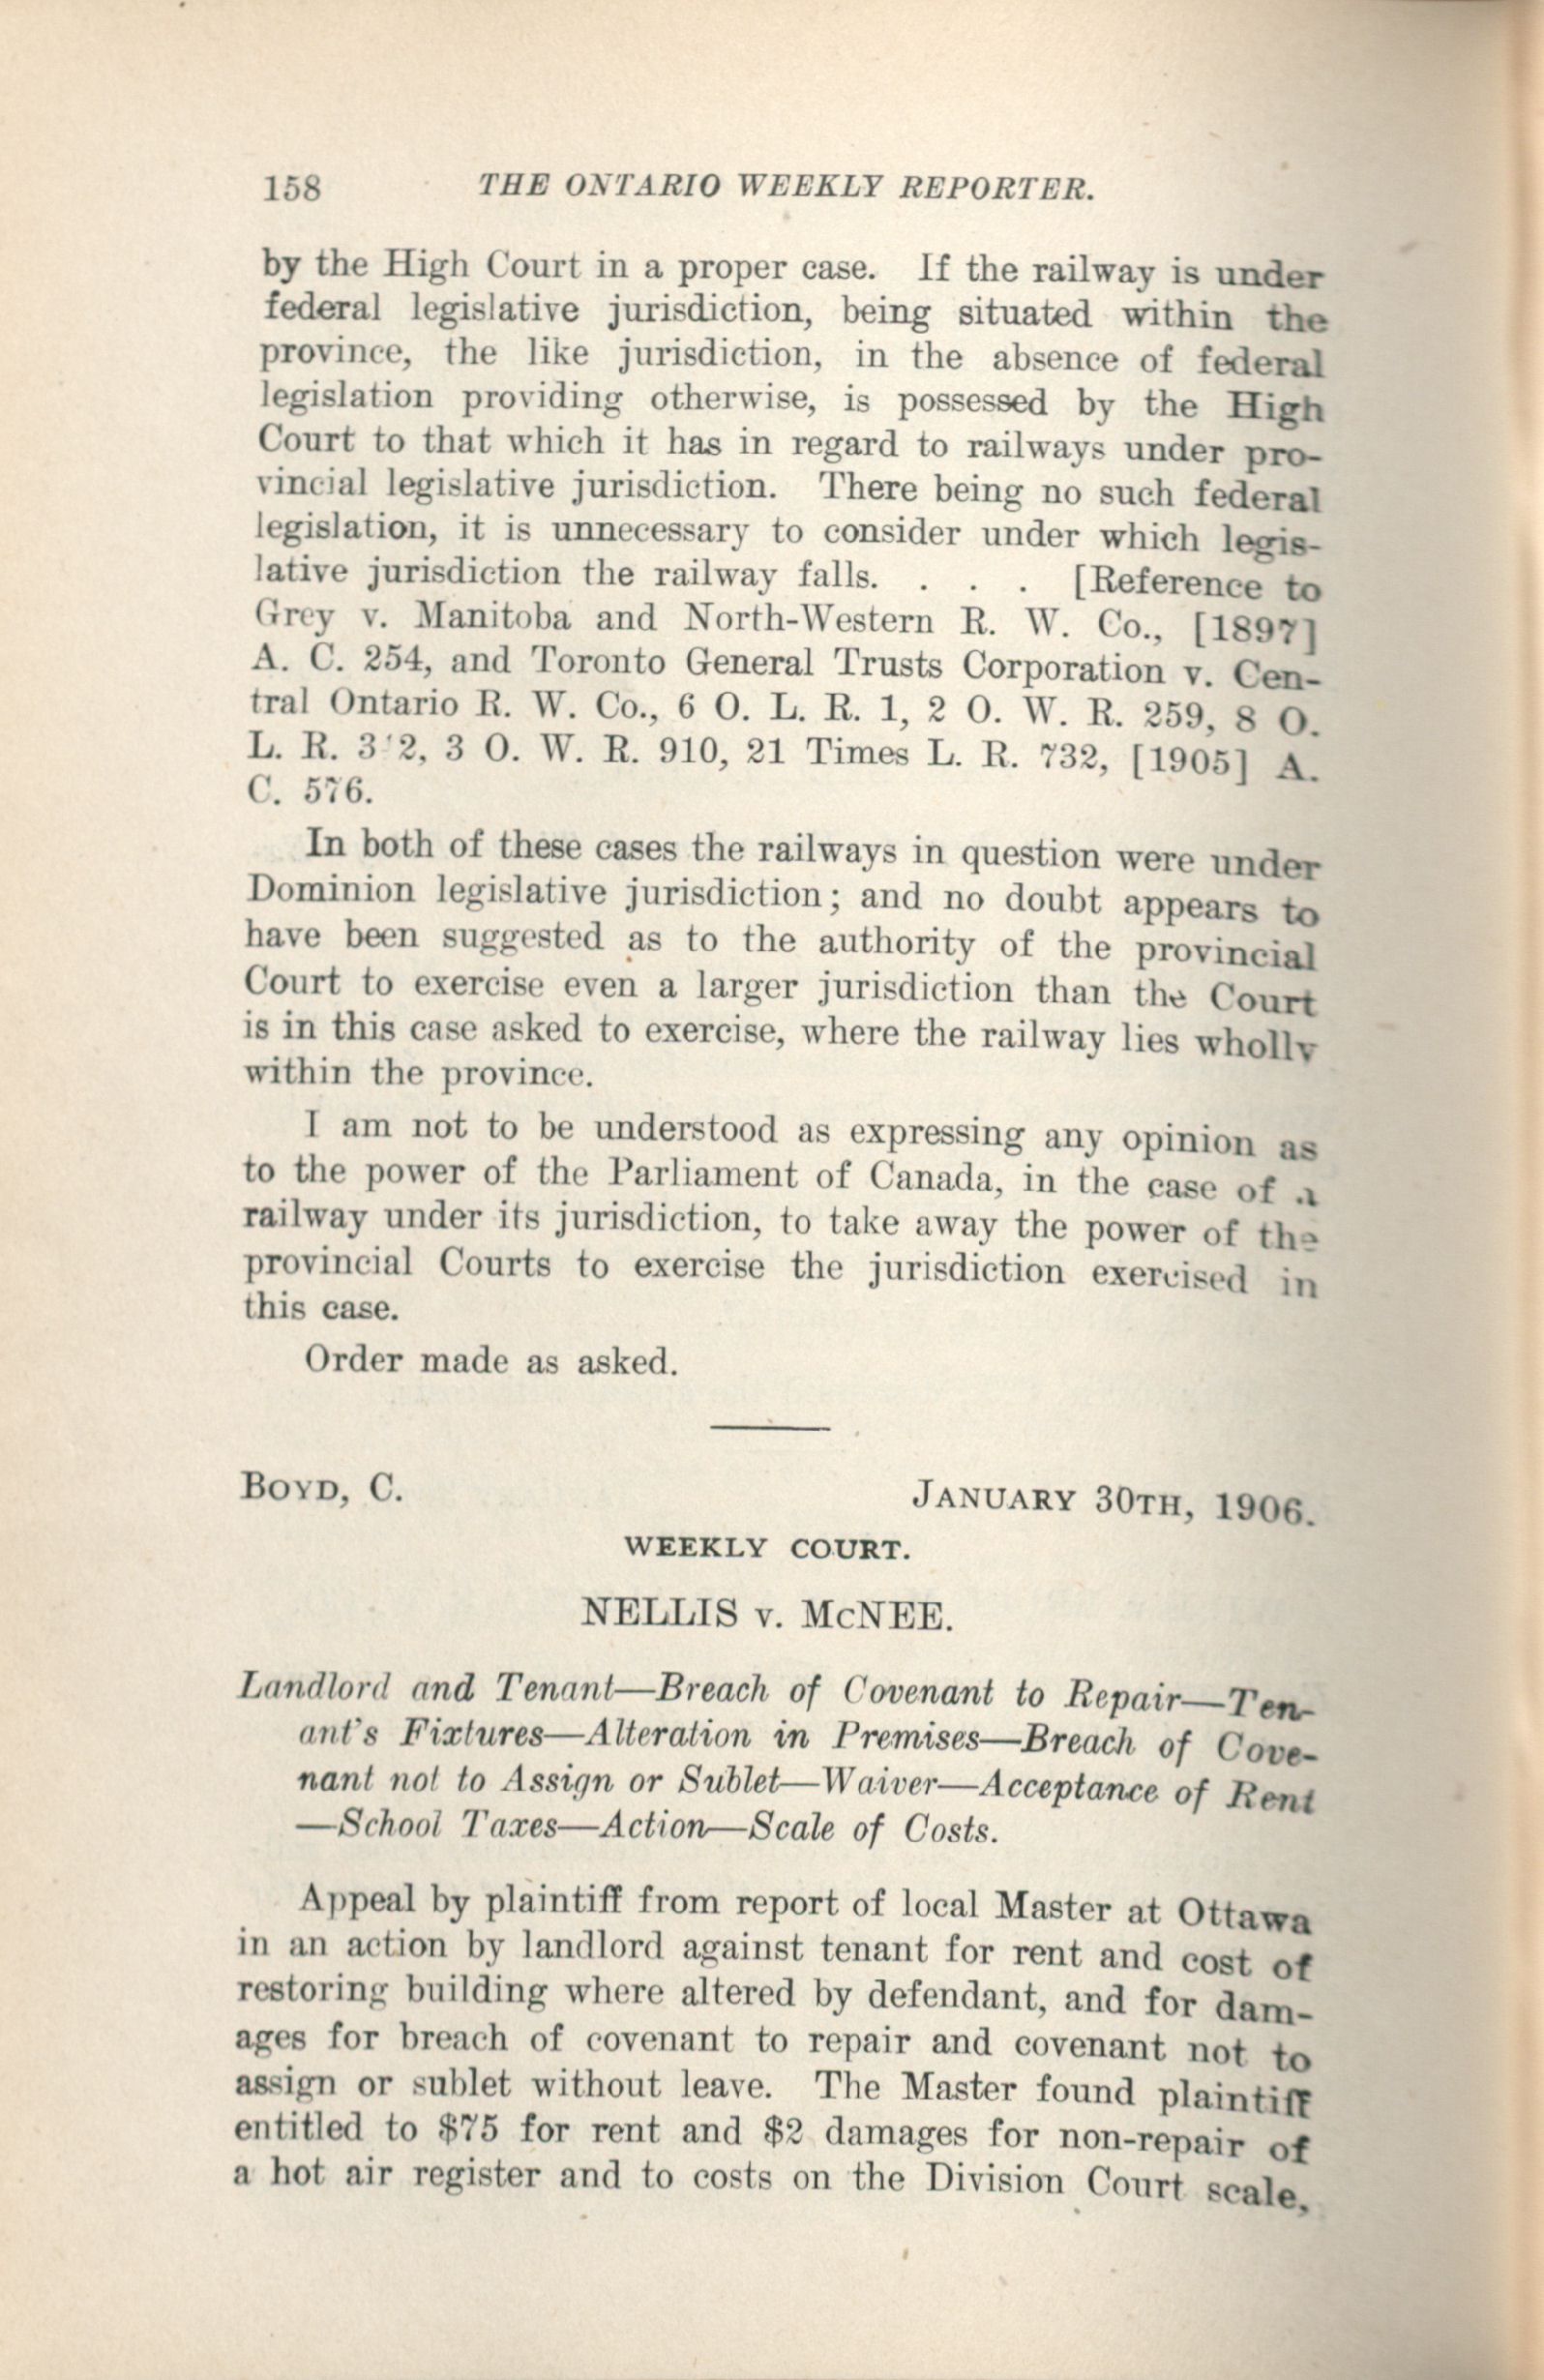 158 THE ONTARIO WEEKLY REPORTER.
by the High Court in a proper case. If the railway is under
federal legislative jurisdiction, being situated within the
province, the like jurisdiction, in the absence of federal
legislation providing otherwise, is possessed by the High
Court to that which it has in regard to railways under pro-
vincial legislative jurisdiction. There being no such federal
legislation, it is unnecessary to consider under which legis-
lative jurisdiction the railway falls. . . . [Reference to
Grey v. Manitoba and North-Western R. W. Co., [1897]
A. C. 254, and Toronto General Trusts Corporation v. Cen-
tral Ontario R. W. Co., 6 O. L. R. 1, 2 O. W. R. 259, 8 O.
L. R. 3 O. W. R. 910, 21 Times L. R. 732, [1905] A.
C. 576.
In both of these cases the railways in question were under
Dominion legislative jurisdiction; and no doubt appears to
have been suggested as to the authority of the provincial
Court to exercise even a larger jurisdiction than the Court
is in this case asked to exercise, where the railway lies wholly
within the province.
I am not to be understood as expressing any opinion as
to the power of the Parliament of Canada, in the case of a
railway under its jurisdiction, to take away the power of the
provincial Courts to exercise the jurisdiction exercised in
this case.
Order made as asked.
BOYD, C. JANUARY 30TH, 1906.
WEEKLY COURT.
NELLIS v. McNEE.
Landlord and Tenant—Breach of Covenant to Repair—Ten-
ant's Fixtures—Alteration in Premises—Breach of Cove-
nant not to Assign or Sublet—Waiver—Acceptance of Rent
—School Taxes—Action—Scale of Costs.
Appeal by plaintiff from report of local Master at Ottawa
in an action by landlord against tenant for rent and cost of
restoring building where altered by defendant, and for dam-
ages for breach of covenant to repair and covenant not to
assign or sublet without leave. The Master found plaintiff
entitled to $75 for rent and $2 damages for non-repair of
a hot air register and to costs on the Division Court scale,